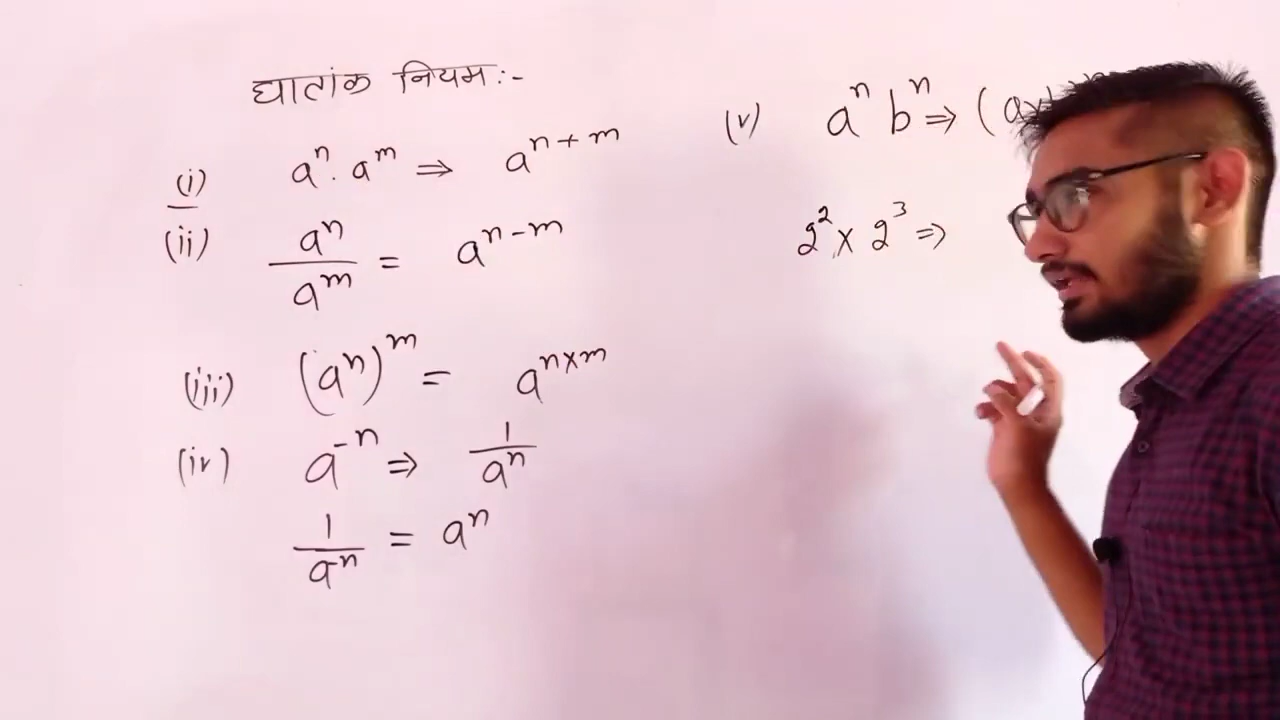 घातांक नियम :-
(i) aⁿ . aᵐ ⇒ aⁿ⁺ᵐ
(ii) aⁿ/aᵐ = aⁿ⁻ᵐ
(iii) (aⁿ)ᵐ = aⁿˣᵐ
(iv) a⁻ⁿ ⇒ 1/aⁿ
1/a⁻ⁿ = aⁿ
(v) aⁿ bⁿ ⇒ (a
2² x 2³ ⇒